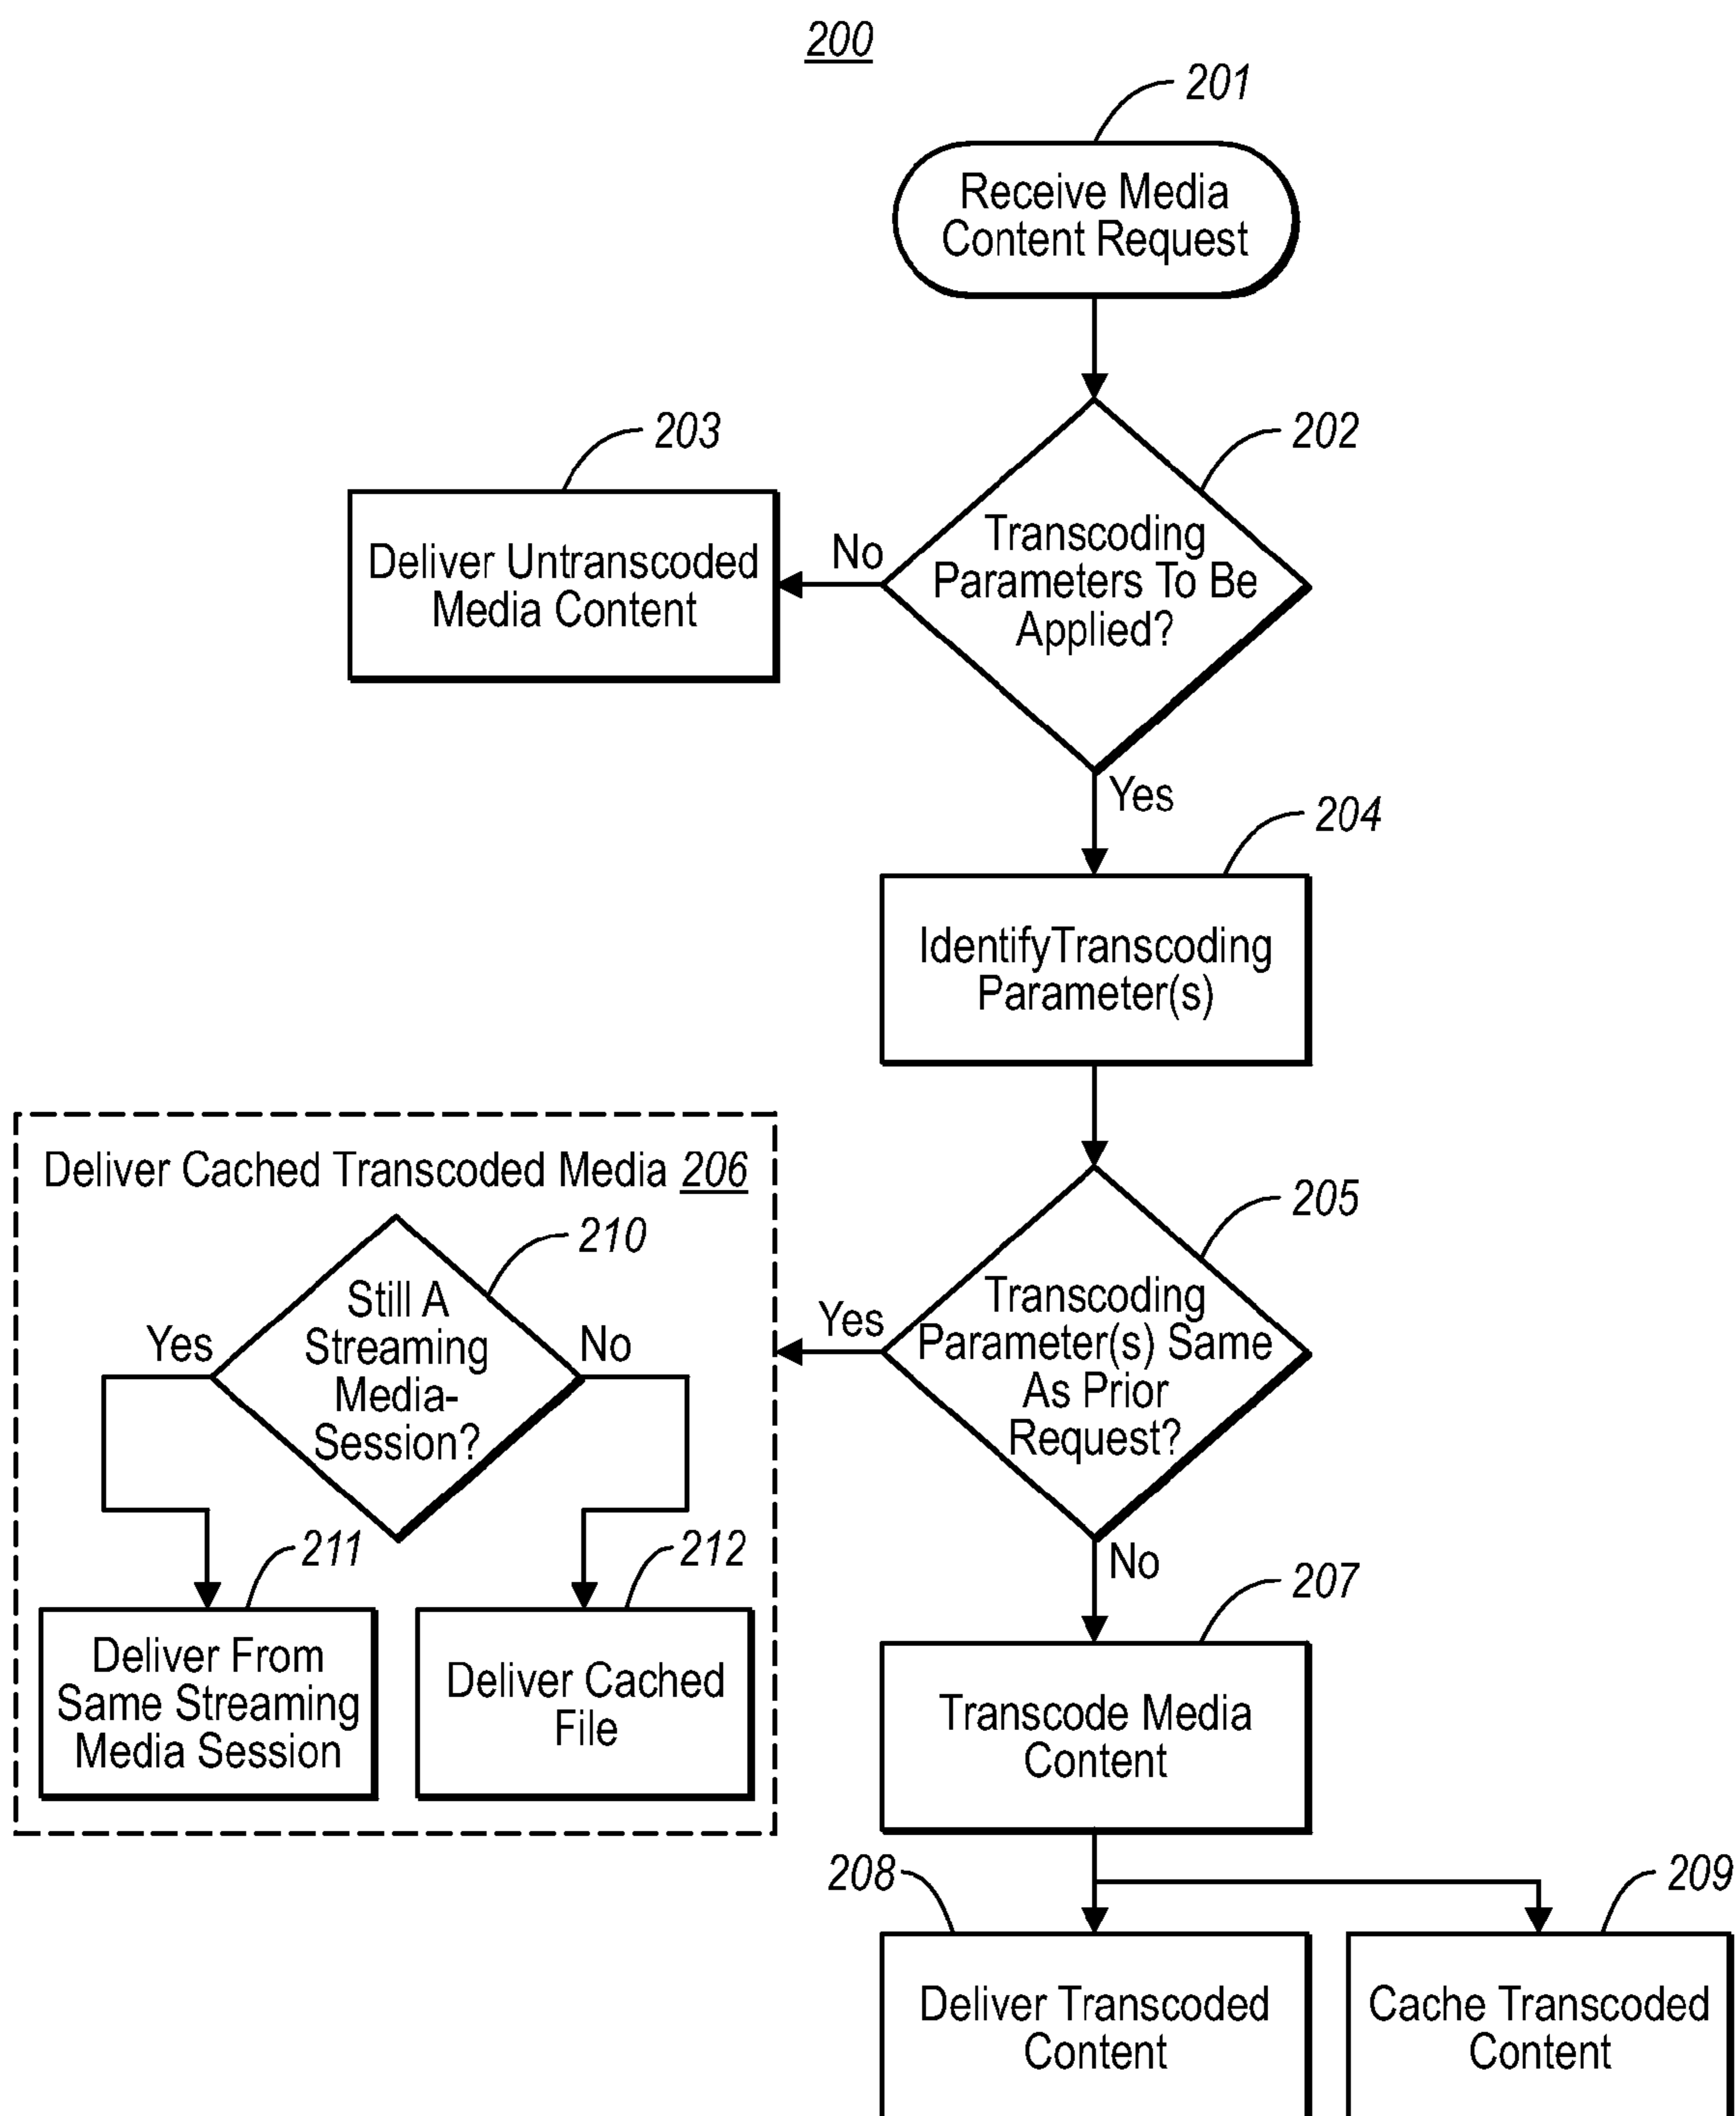 200
201
Receive Media
Content Request
202
203
Transcoding
Parameters To Be
Applied?
No
Deliver Untranscoded
Media Content
Yes
204
IdentifyTranscoding
Parameter(s)
205
Transcoding
Parameter(s) Same
As Prior
Request?
Yes
Deliver Cached Transcoded Media 206
210
Still A
Streaming
Media-
Session?
Yes
No
211
Deliver From
Same Streaming
Media Session
212
Deliver Cached
File
No
207
Transcode Media
Content
208
Deliver Transcoded
Content
209
Cache Transcoded
Content